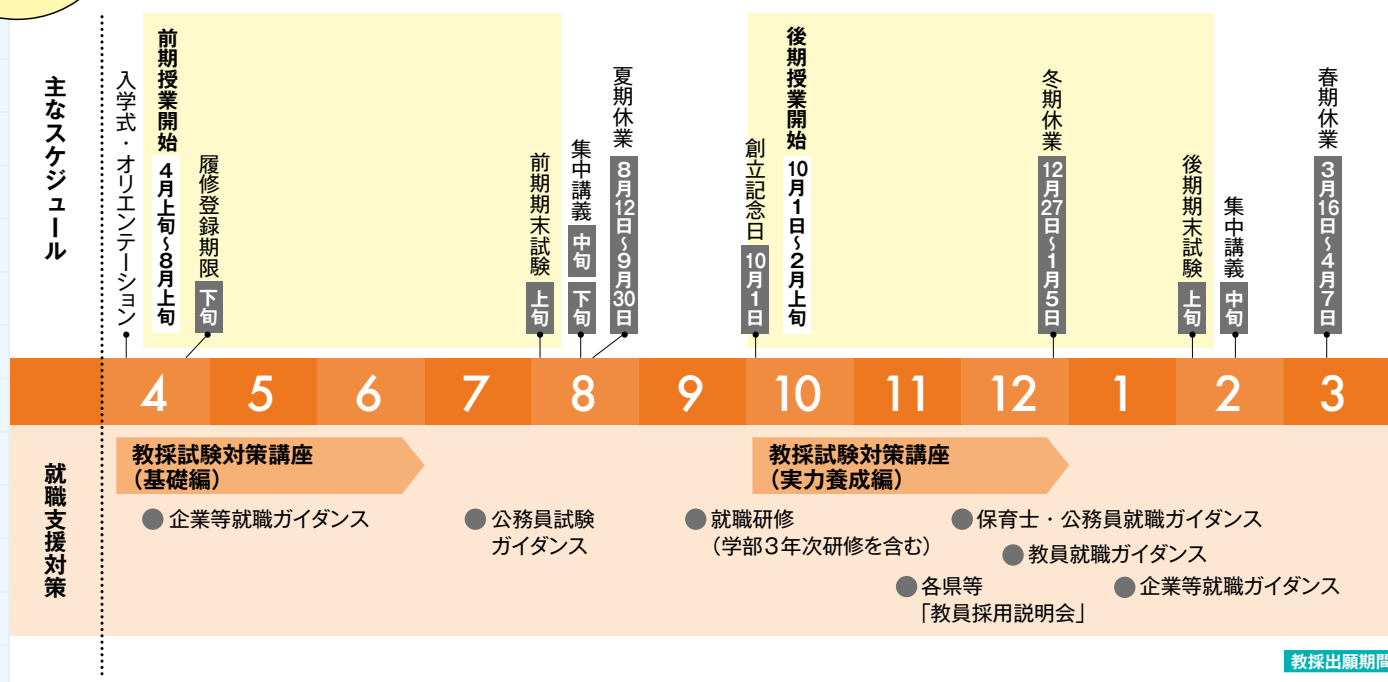 主なスケジュール
入学式・オリエンテーション
前期授業開始 4月上旬~8月上旬
履修登録期限 下旬
前期期末試験 上旬
集中講義 中旬 下旬
夏期休業 8月12日~9月30日
創立記念日 10月1日
後期授業開始 10月1日~2月上旬
冬期休業 12月27日~1月5日
後期期末試験 上旬
集中講義 中旬
春期休業 3月16日~4月7日
4 5 6 7 8 9 10 11 12 1 2 3
就職支援対策
教採試験対策講座
(基礎編)
教採試験対策講座
(実力養成編)
●企業等就職ガイダンス
●公務員試験
ガイダンス
●就職研修
(学部3年次研修を含む)
●保育士・公務員就職ガイダンス
●教員就職ガイダンス
●各県等
「教員採用説明会」
●企業等就職ガイダンス
教採出願期間